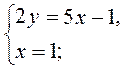 2y = 5x − 1,
x = 1;